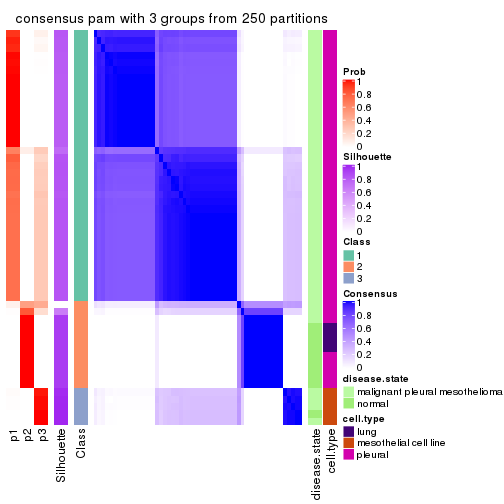 consensus pam with 3 groups from 250 partitions
Prob
1
0.8
0.6
0.4
0.2
0
Silhouette
1
0.8
0.6
0.4
0.2
0
Class
1
2
3
Consensus
1
0.8
0.6
0.4
0.2
0
disease.state
malignant pleural mesothelioma
normal
cell.type
lung
mesothelial cell line
pleural
p1
p2
p3
Silhouette
Class
disease.state
cell.type